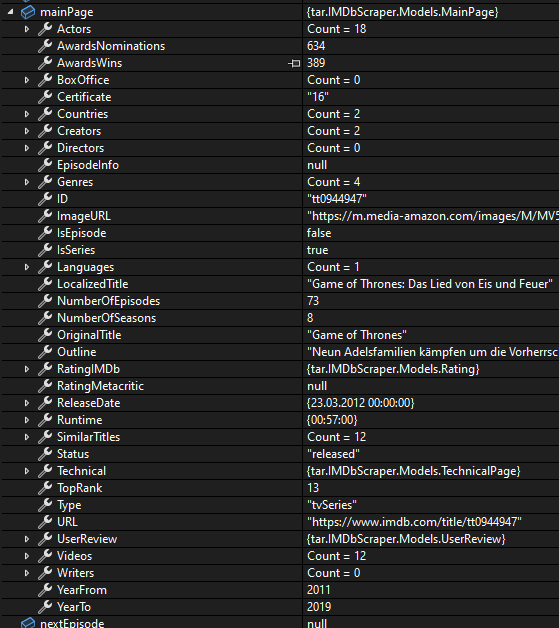 mainPage {tar.IMDbScraper.Models.MainPage}
Actors Count = 18
AwardsNominations 634
AwardsWins 389
BoxOffice Count = 0
Certificate "16"
Countries Count = 2
Creators Count = 2
Directors Count = 0
EpisodeInfo null
Genres Count = 4
ID "tt0944947"
ImageURL "https://m.media-amazon.com/images/M/MV5
IsEpisode false
IsSeries true
Languages Count = 1
LocalizedTitle "Game of Thrones: Das Lied von Eis und Feuer"
NumberOfEpisodes 73
NumberOfSeasons 8
OriginalTitle "Game of Thrones"
Outline "Neun Adelsfamilien kämpfen um die Vorherrsc
RatingIMDb {tar.IMDbScraper.Models.Rating}
RatingMetacritic null
ReleaseDate {23.03.2012 00:00:00}
Runtime {00:57:00}
SimilarTitles Count = 12
Status "released"
Technical {tar.IMDbScraper.Models.TechnicalPage}
TopRank 13
Type "tvSeries"
URL "https://www.imdb.com/title/tt0944947"
UserReview {tar.IMDbScraper.Models.UserReview}
Videos Count = 12
Writers Count = 0
YearFrom 2011
YearTo 2019
nextEpisode null